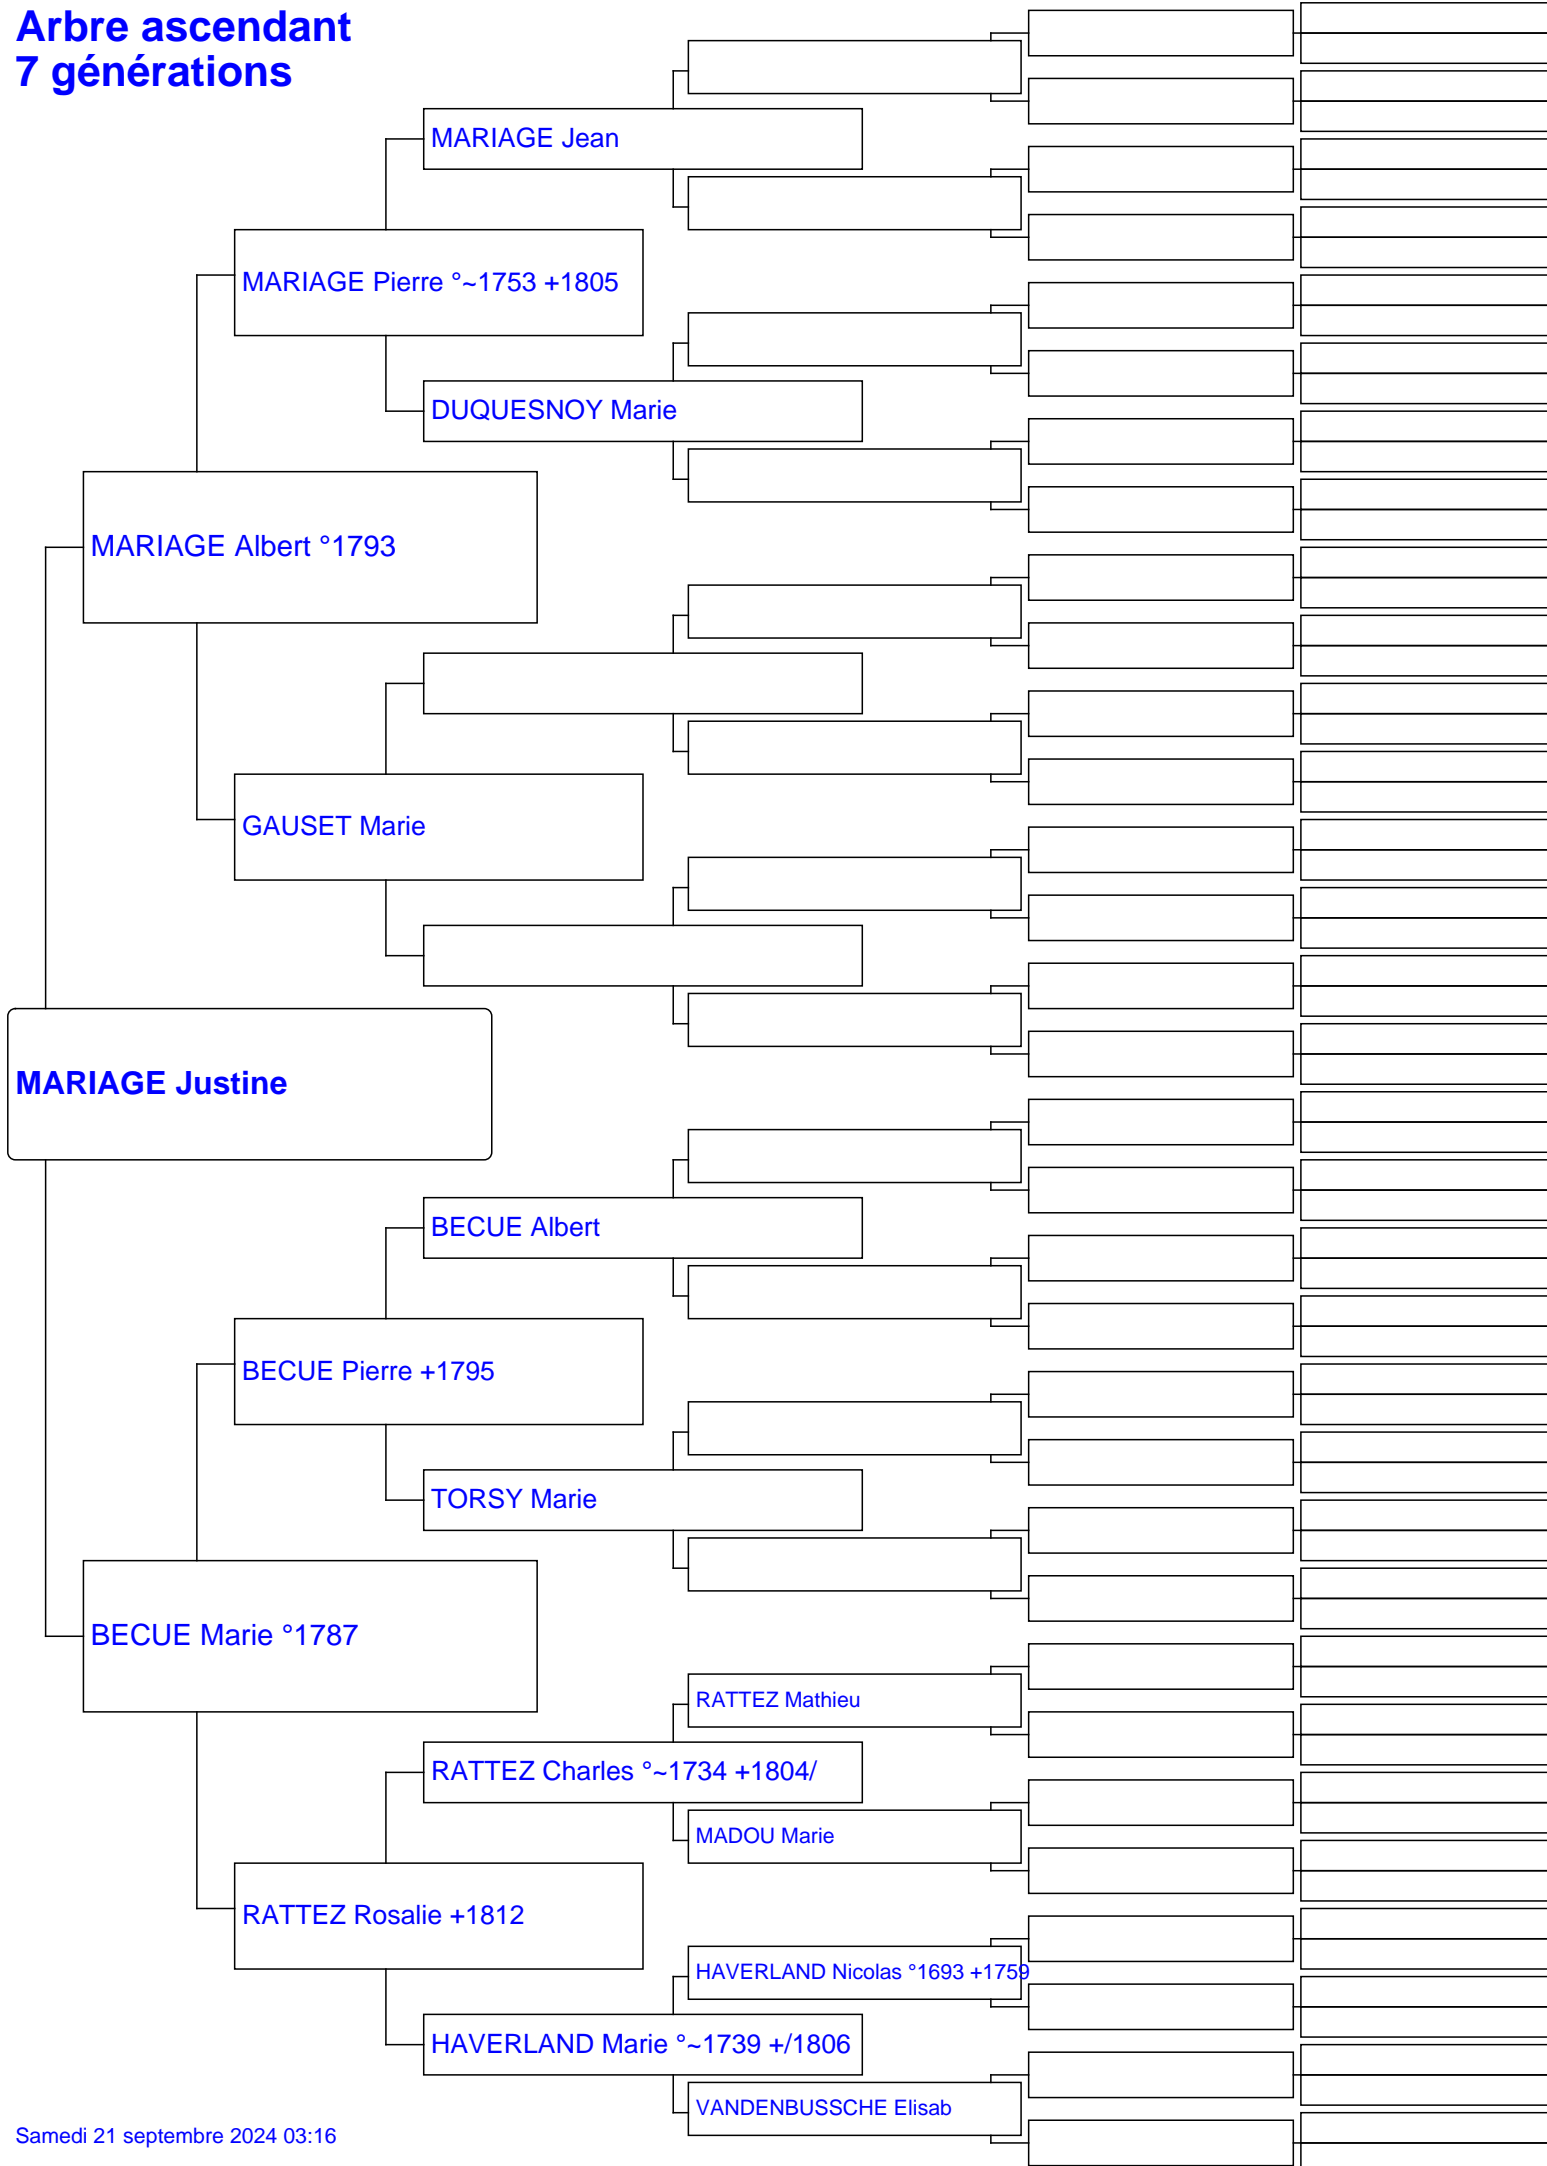 Arbre ascendant
7 générations
MARIAGE Jean
MARIAGE Pierre °~1753 +1805
DUQUESNOY Marie
MARIAGE Albert °1793
GAUSET Marie
MARIAGE Justine
BECUE Albert
BECUE Pierre +1795
TORSY Marie
BECUE Marie °1787
RATTEZ Mathieu
RATTEZ Charles °~1734 +1804/
MADOU Marie
RATTEZ Rosalie +1812
HAVERLAND Nicolas °1693 +1759
HAVERLAND Marie °~1739 +/1806
VANDENBUSSCHE Elisab
Samedi 21 septembre 2024 03:16